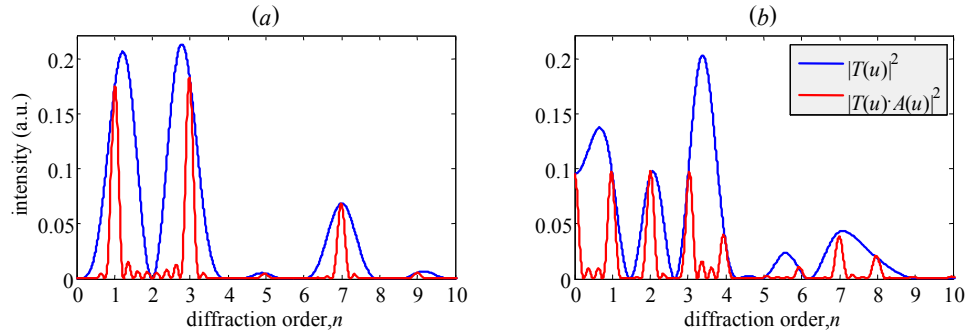 (a)
(b)
intensity (a.u.)
0.2
0.15
0.1
0.05
0
0 1 2 3 4 5 6 7 8 9 10
diffraction order,n
0.2
0.15
0.1
0.05
0
0 1 2 3 4 5 6 7 8 9 10
diffraction order,n
|T(u)|²
|T(u)·A(u)|²